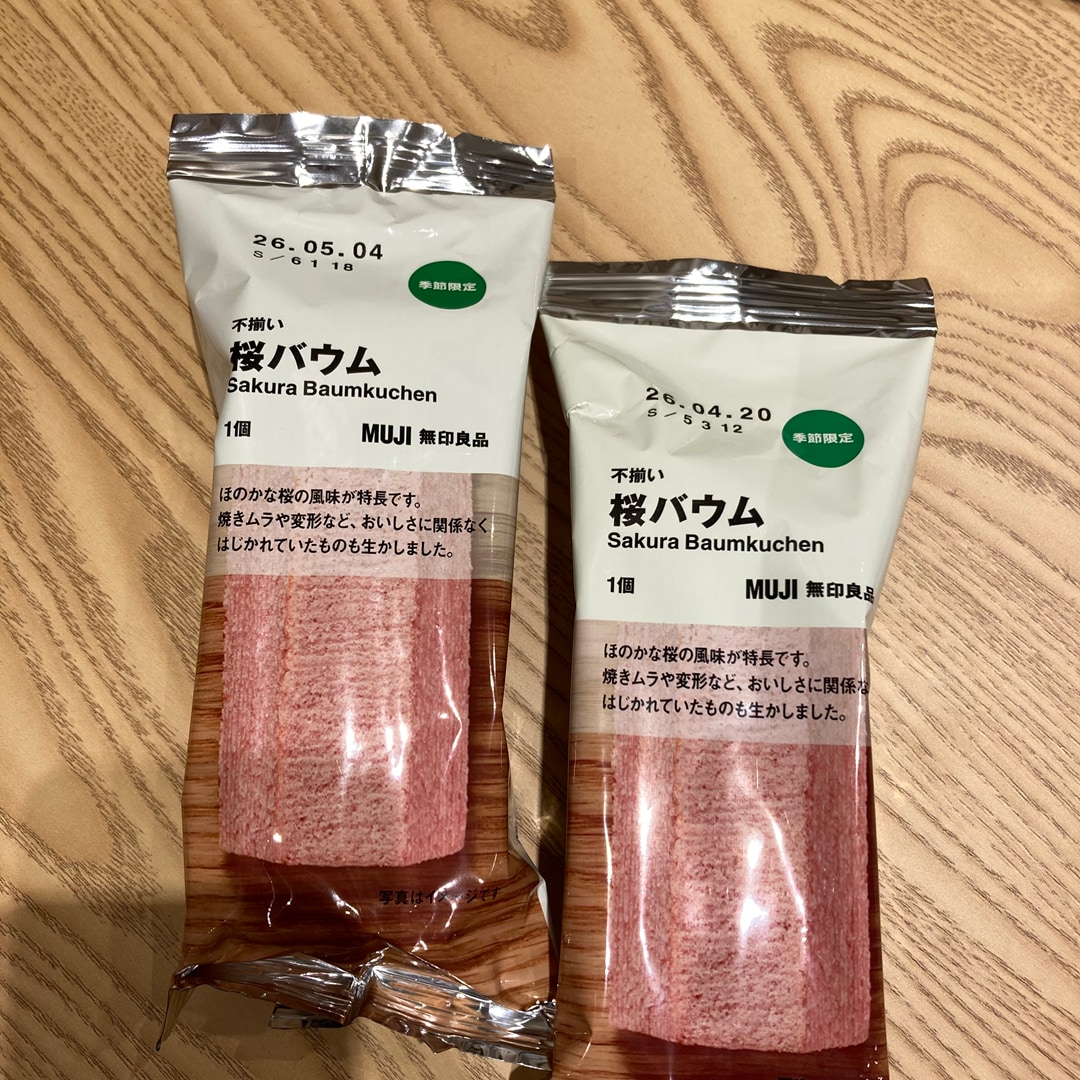 26.05.04
S/6 1 18
季節限定
不揃い
桜バウム
Sakura Baumkuchen
1個
MUJI 無印良品
ほのかな桜の風味が特長です。
焼きムラや変形など、おいしさに関係なく
はじかれていたものも生かしました。
写真はイメージです
26.04.20
S/5 3 12
季節限定
不揃い
桜バウム
Sakura Baumkuchen
1個
MUJI 無印良品
ほのかな桜の風味が特長です。
焼きムラや変形など、おいしさに関係な
はじかれていたものも生かしました。